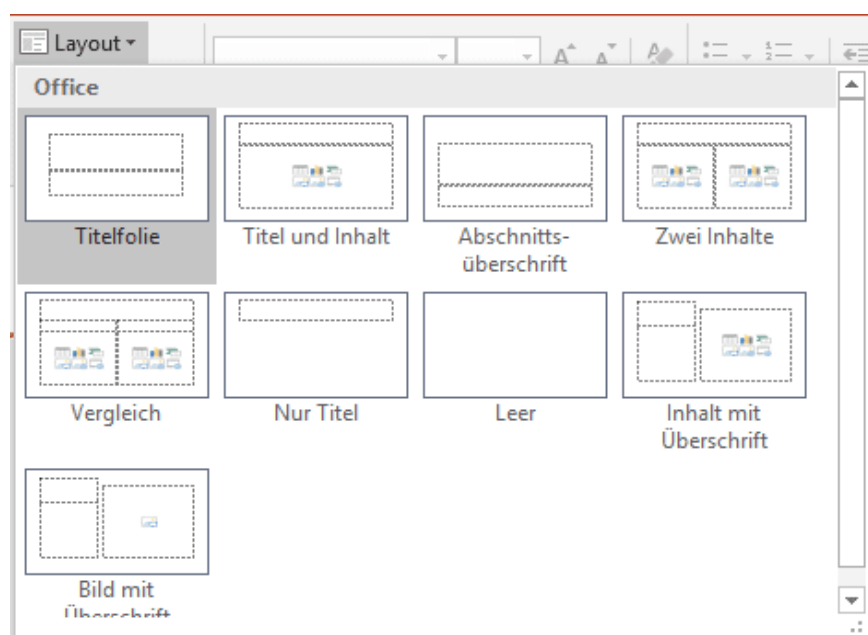 Layout
Office
Titelfolie
Titel und Inhalt
Abschnitts-
überschrift
Zwei Inhalte
Vergleich
Nur Titel
Leer
Inhalt mit
Überschrift
Bild mit
Überschrift